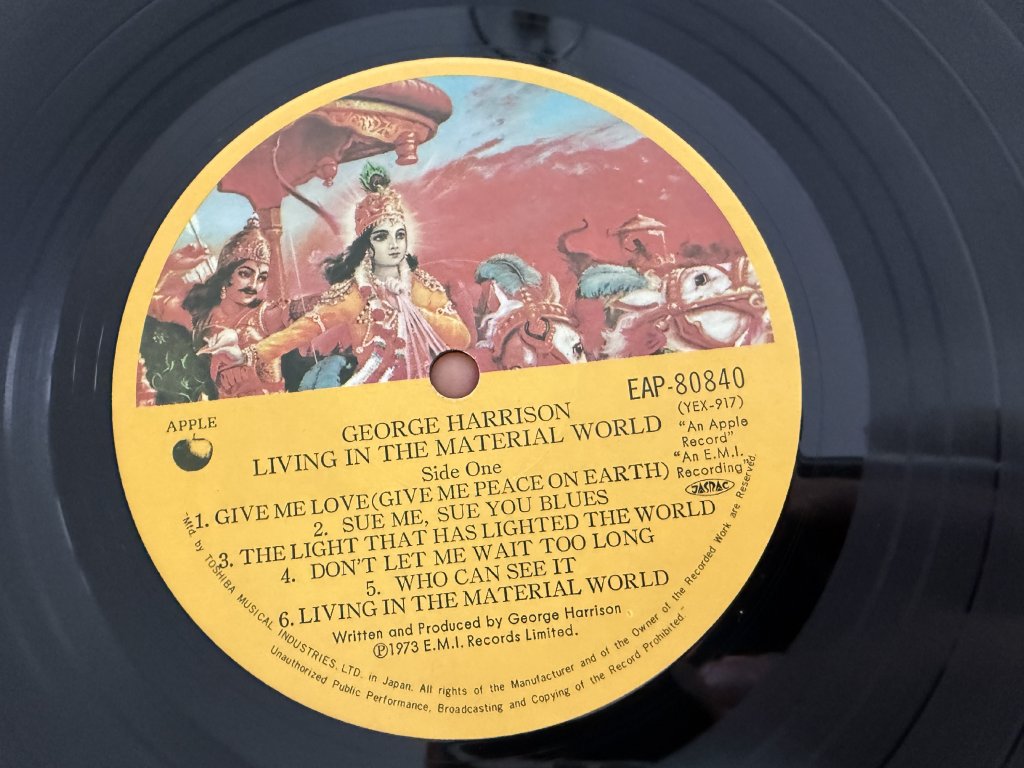 EAP-80840
(YEX-917)
APPLE
GEORGE HARRISON
LIVING IN THE MATERIAL WORLD
"An Apple
Record"
"An E.M.I.
Recording"
JASRAC
Side One
1. GIVE ME LOVE (GIVE ME PEACE ON EARTH)
2. SUE ME, SUE YOU BLUES
3. THE LIGHT THAT HAS LIGHTED THE WORLD
4. DON'T LET ME WAIT TOO LONG
5. WHO CAN SEE IT
6. LIVING IN THE MATERIAL WORLD
Written and Produced by George Harrison
Ⓟ1973 E.M.I. Records Limited.
"Mfd. by TOSHIBA MUSICAL INDUSTRIES, LTD. in Japan. All rights of the Manufacturer and of the Owner of the Recorded Work are Reserved.
Unauthorized Public Performance, Broadcasting and Copying of the Record Prohibited."